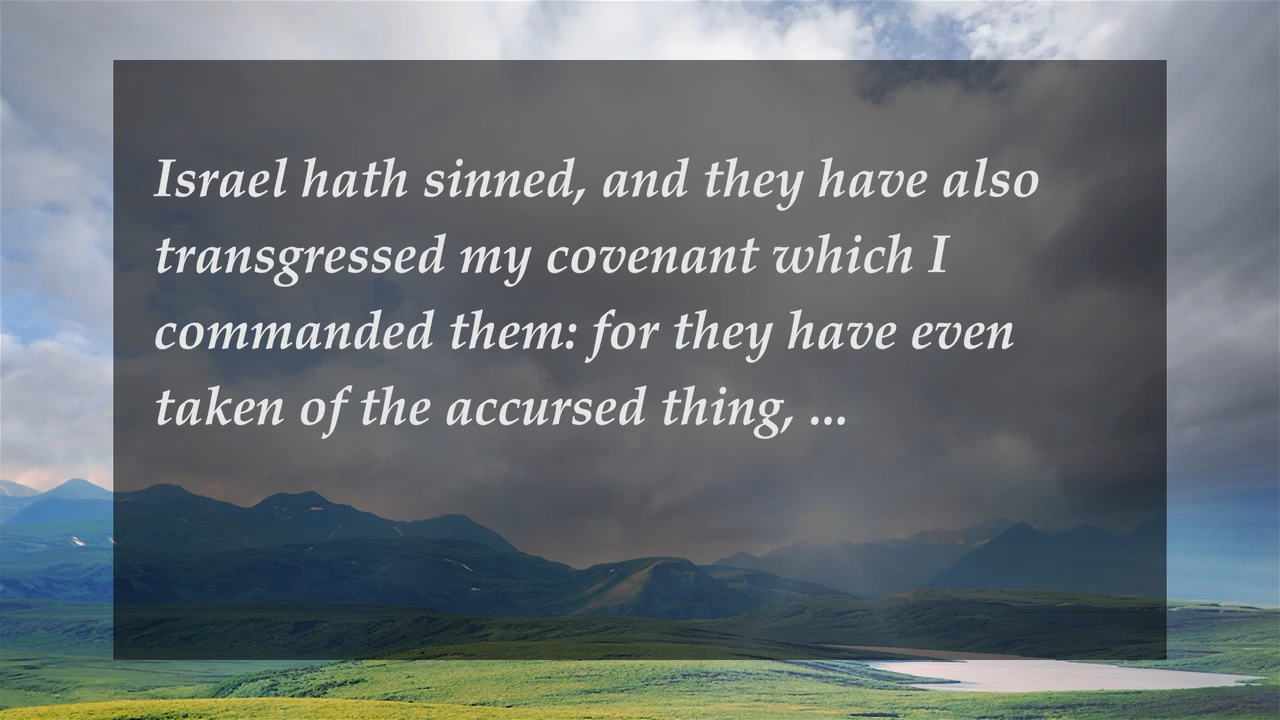 Israel hath sinned, and they have also
transgressed my covenant which I
commanded them: for they have even
taken of the accursed thing, ...